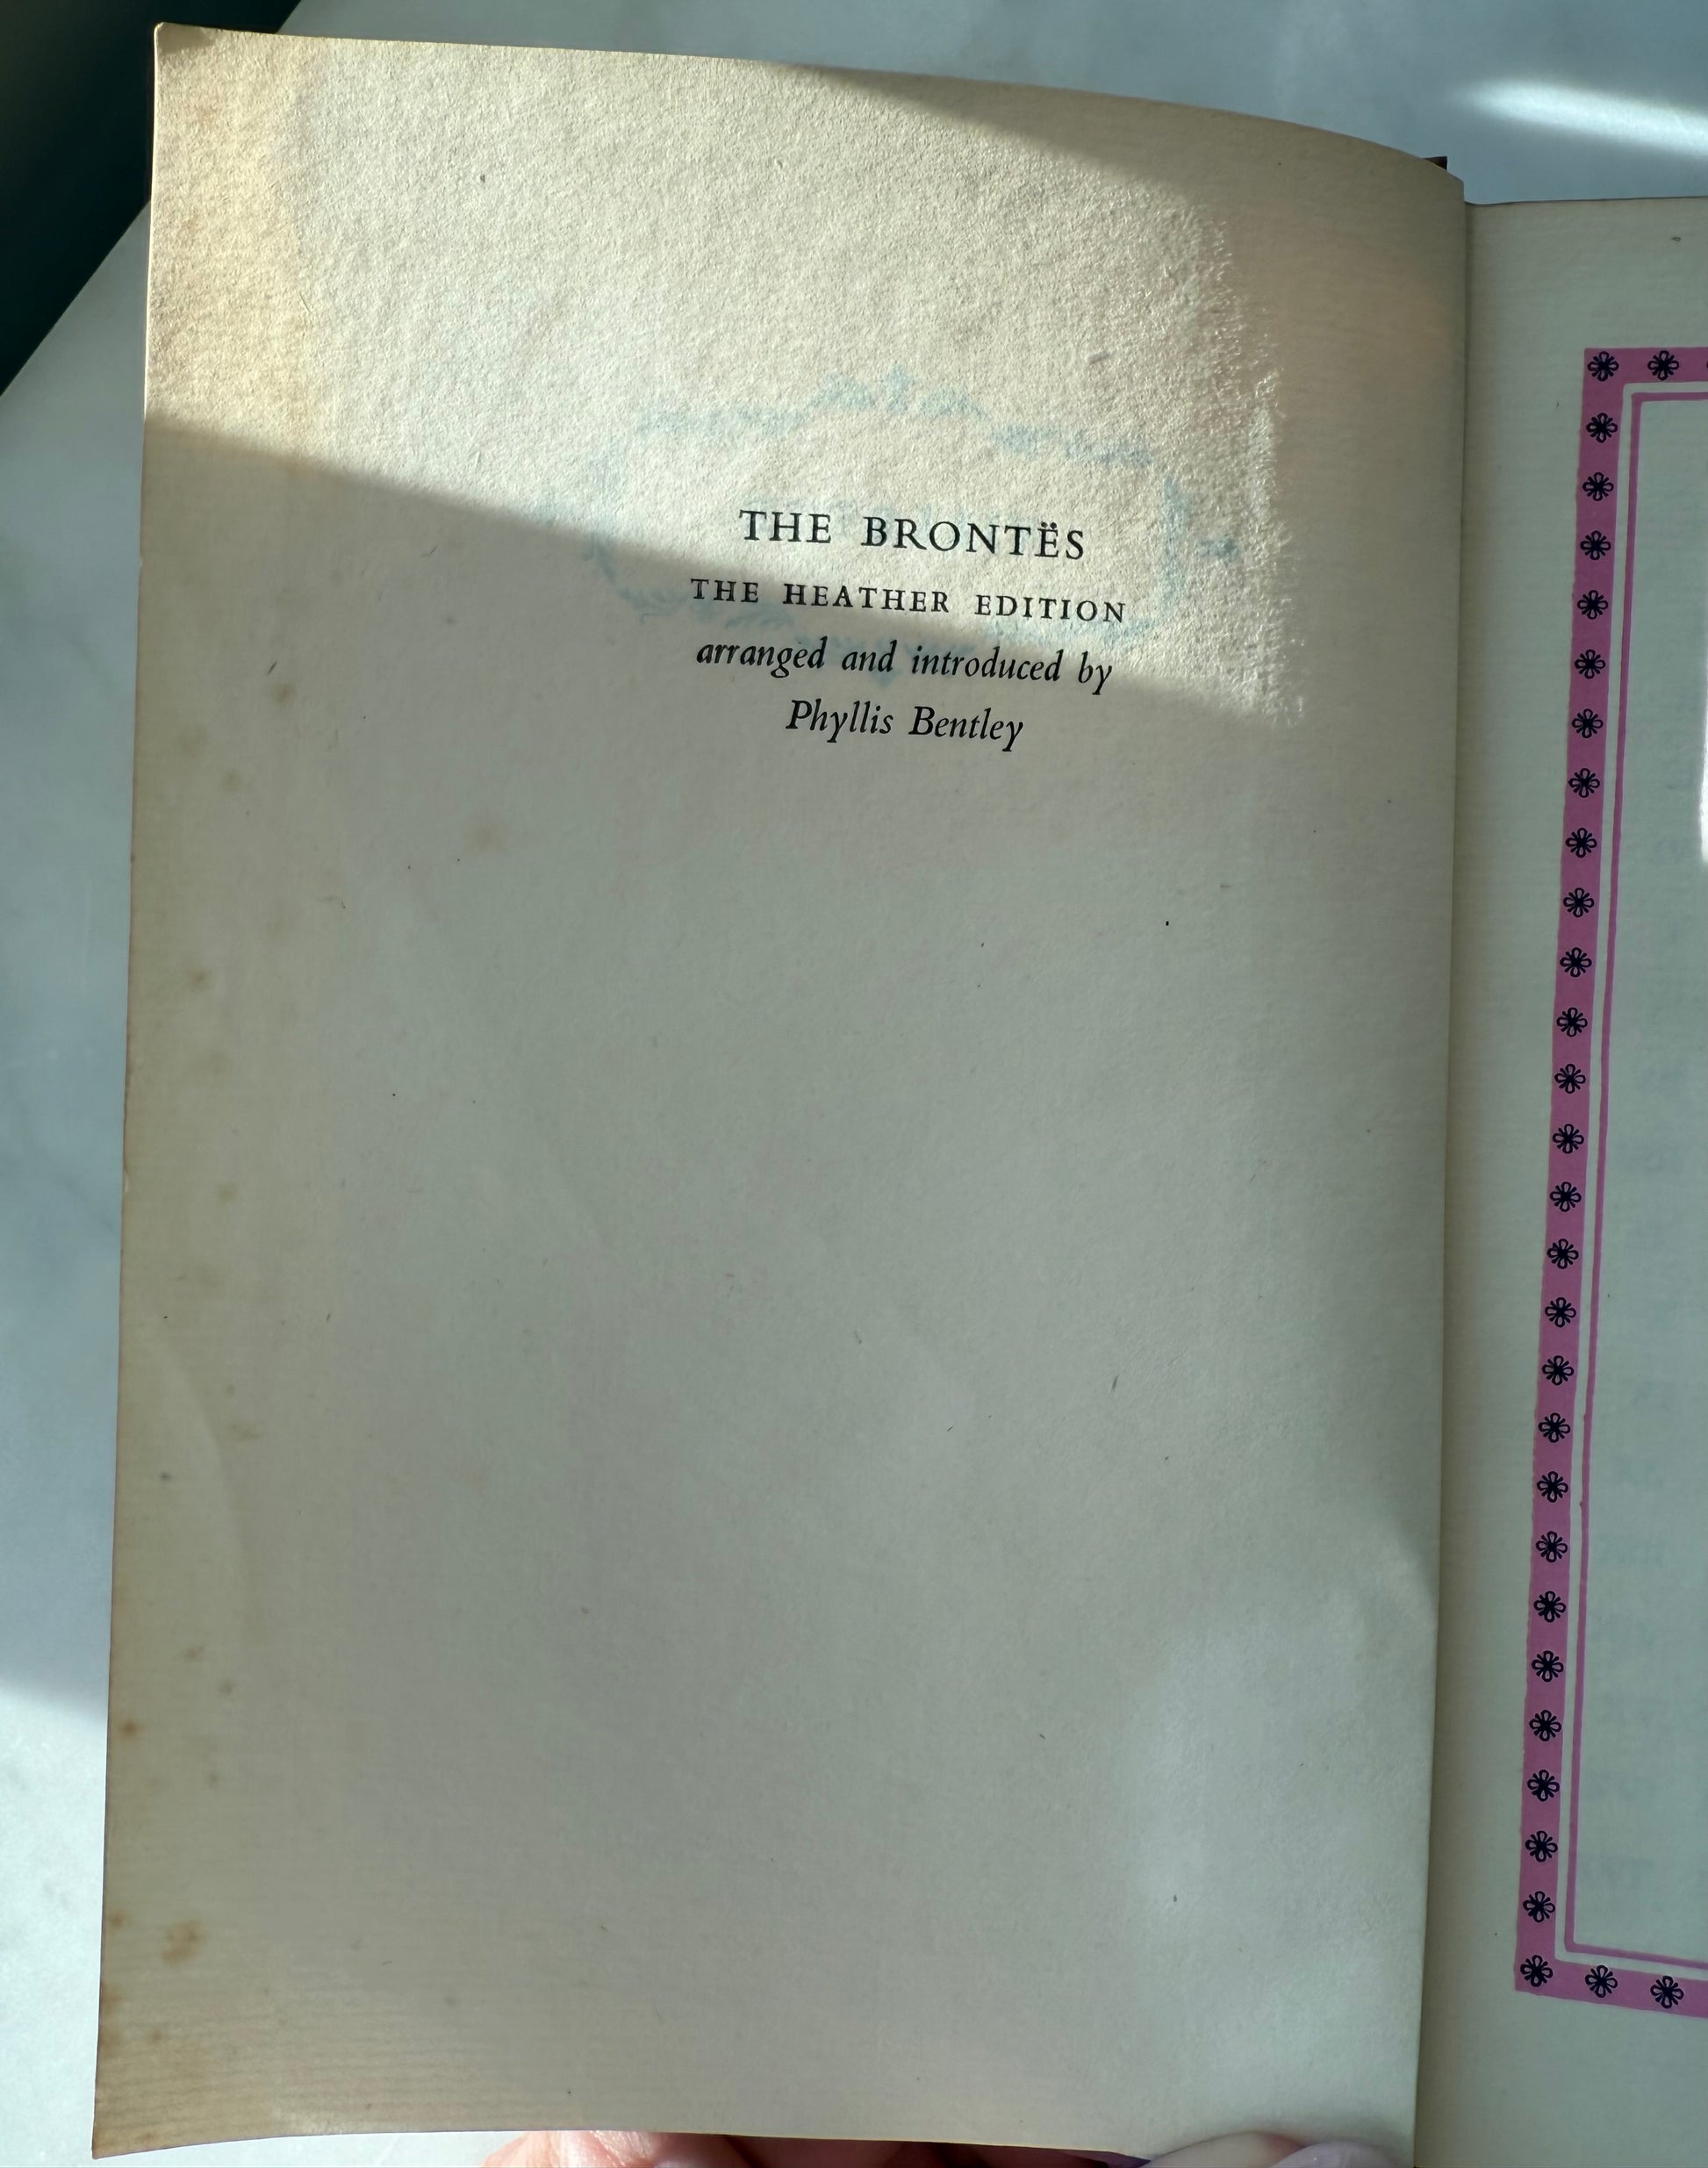 THE BRONTËS
THE HEATHER EDITION
arranged and introduced by
Phyllis Bentley